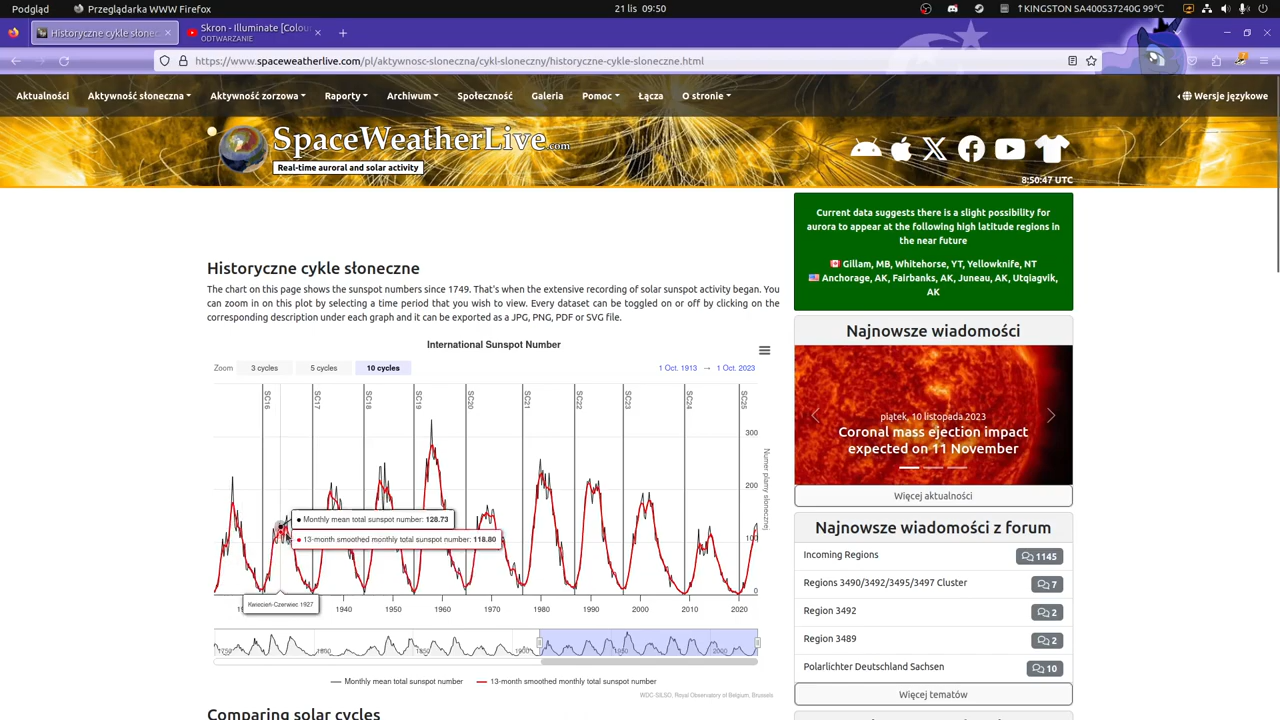 Podgląd
Przeglądarka WWW Firefox
21 lis 09:50
↑KINGSTON SA400S37240G 99°C
Historyczne cykle słonec
Skron - Illuminate [Colou
ODTWARZANIE
https://www.spaceweatherlive.com/pl/aktywnosc-sloneczna/cykl-sloneczny/historyczne-cykle-sloneczne.html
Aktualności
Aktywność słoneczna
Aktywność zorzowa
Raporty
Archiwum
Społeczność
Galeria
Pomoc
Łącza
O stronie
Wersje językowe
SpaceWeatherLive.com
Real-time auroral and solar activity
8:50:47 UTC
Historyczne cykle słoneczne
The chart on this page shows the sunspot numbers since 1749. That's when the extensive recording of solar sunspot activity began. You
can zoom in on this plot by selecting a time period that you wish to view. Every dataset can be toggled on or off by clicking on the
corresponding description under each graph and it can be exported as a JPG, PNG, PDF or SVG file.
International Sunspot Number
Zoom
3 cycles
5 cycles
10 cycles
1 Oct. 1913 → 1 Oct. 2023
SC16
SC17
SC18
SC19
SC20
SC21
SC22
SC23
SC24
SC25
300
200
100
0
Numer plamy słonecznej
Monthly mean total sunspot number: 128.73
13-month smoothed monthly total sunspot number: 118.80
Kwiecień-Czerwiec 1927
1940
1950
1960
1970
1980
1990
2000
2010
2020
1750
1800
1850
1900
1950
2000
Monthly mean total sunspot number
13-month smoothed monthly total sunspot number
WDC-SILSO, Royal Observatory of Belgium, Brussels
Comparing solar cycles
Current data suggests there is a slight possibility for
aurora to appear at the following high latitude regions in
the near future
Gillam, MB, Whitehorse, YT, Yellowknife, NT
Anchorage, AK, Fairbanks, AK, Juneau, AK, Utqiagvik,
AK
Najnowsze wiadomości
piątek, 10 listopada 2023
Coronal mass ejection impact
expected on 11 November
Więcej aktualności
Najnowsze wiadomości z forum
Incoming Regions
1145
Regions 3490/3492/3495/3497 Cluster
7
Region 3492
2
Region 3489
2
Polarlichter Deutschland Sachsen
10
Więcej tematów